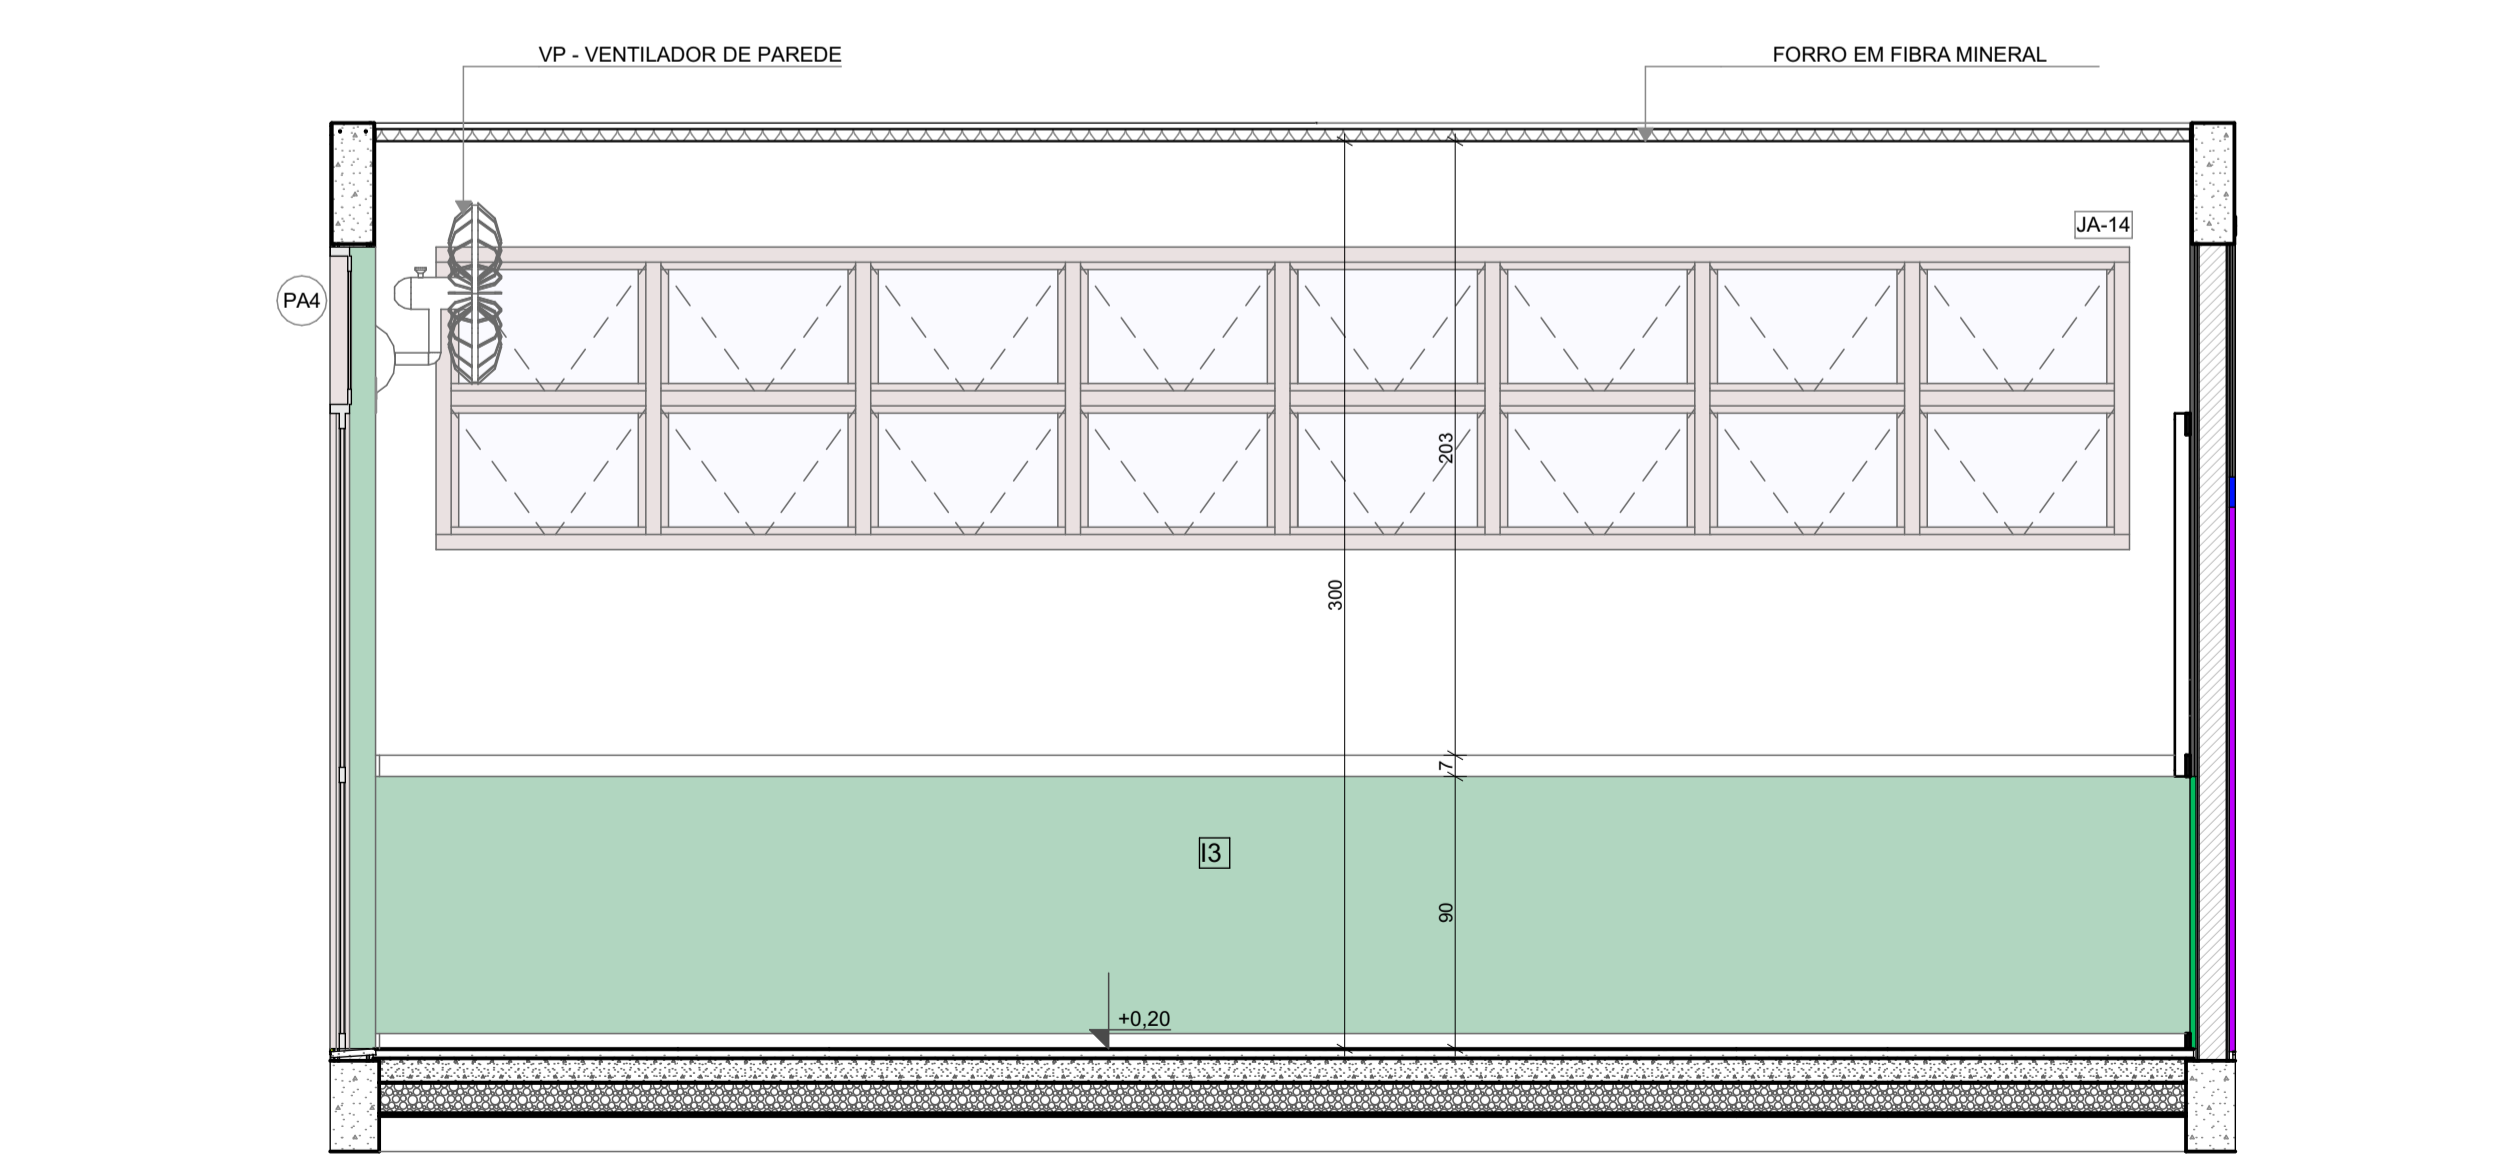 VP - VENTILADOR DE PAREDE
FORRO EM FIBRA MINERAL
JA-14
PA4
203
300
7
I3
90
+0,20